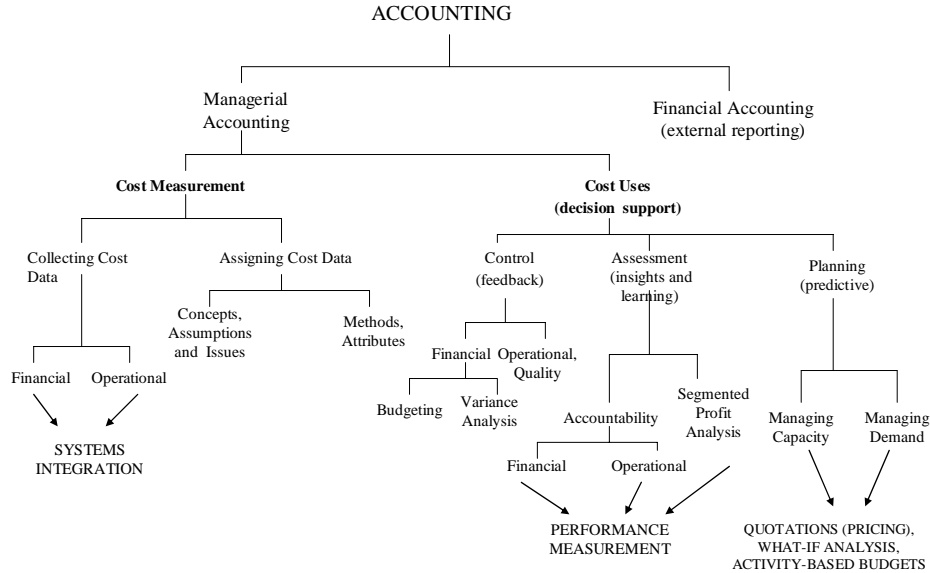 ACCOUNTING
Managerial
Accounting
Financial Accounting
(external reporting)
Cost Measurement
Cost Uses
(decision support)
Collecting Cost
Data
Assigning Cost Data
Control
(feedback)
Assessment
(insights and
learning)
Planning
(predictive)
Concepts,
Assumptions
and Issues
Methods,
Attributes
Financial
Operational
Financial
Operational,
Quality
Budgeting
Variance
Analysis
Accountability
Segmented
Profit
Analysis
Managing
Capacity
Managing
Demand
SYSTEMS
INTEGRATION
Financial
Operational
PERFORMANCE
MEASUREMENT
QUOTATIONS (PRICING),
WHAT-IF ANALYSIS,
ACTIVITY-BASED BUDGETS